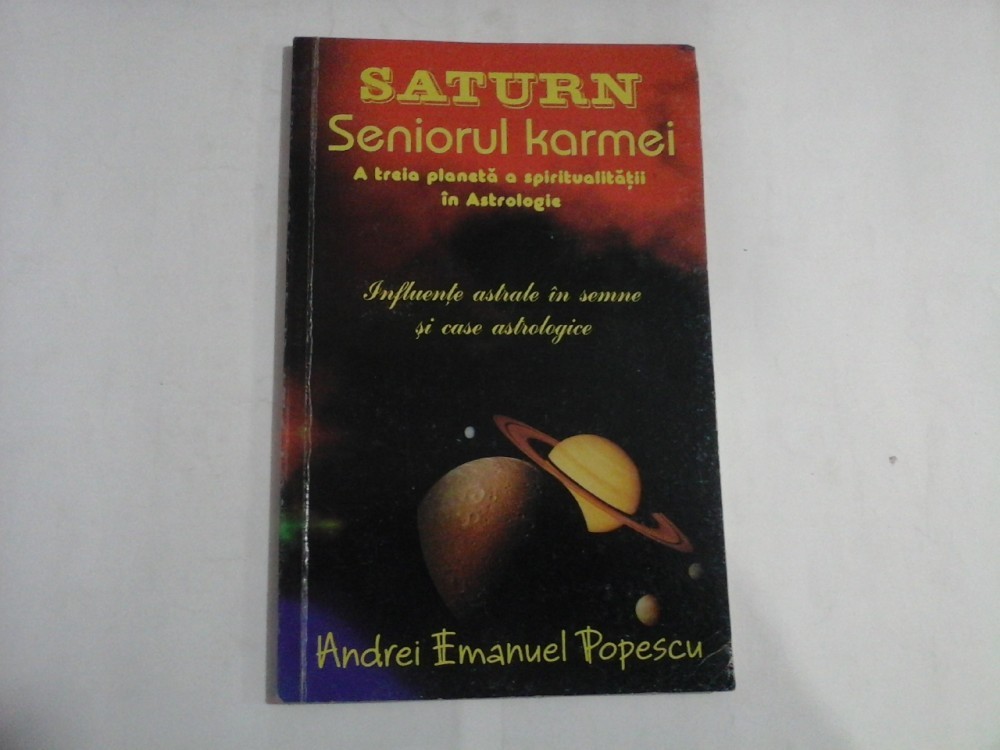 SATURN
Seniorul karmei
A treia planetă a spiritualității
în Astrologie
Influențe astrale în semne
și case astrologice
Andrei Emanuel Popescu